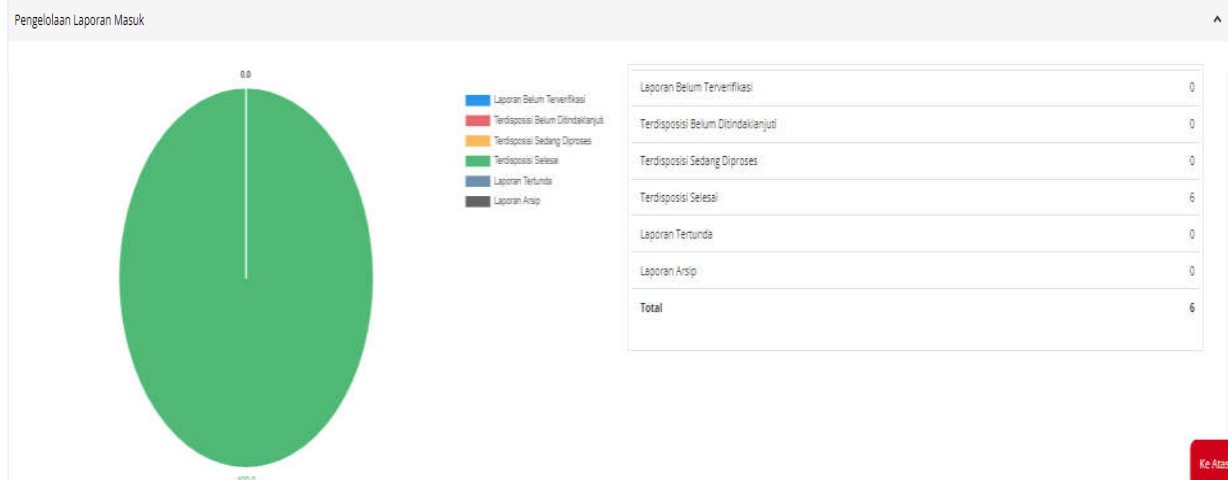 Pengelolaan Laporan Masuk
0.0
Laporan Belum Terverifikasi
Terdisposisi Belum Ditindaklanjuti
Terdisposisi Sedang Diproses
Terdisposisi Selesai
Laporan Tertunda
Laporan Arsip
Laporan Belum Terverifikasi 0
Terdisposisi Belum Ditindaklanjuti 0
Terdisposisi Sedang Diproses 0
Terdisposisi Selesai 6
Laporan Tertunda 0
Laporan Arsip 0
Total 6
Ke Atas